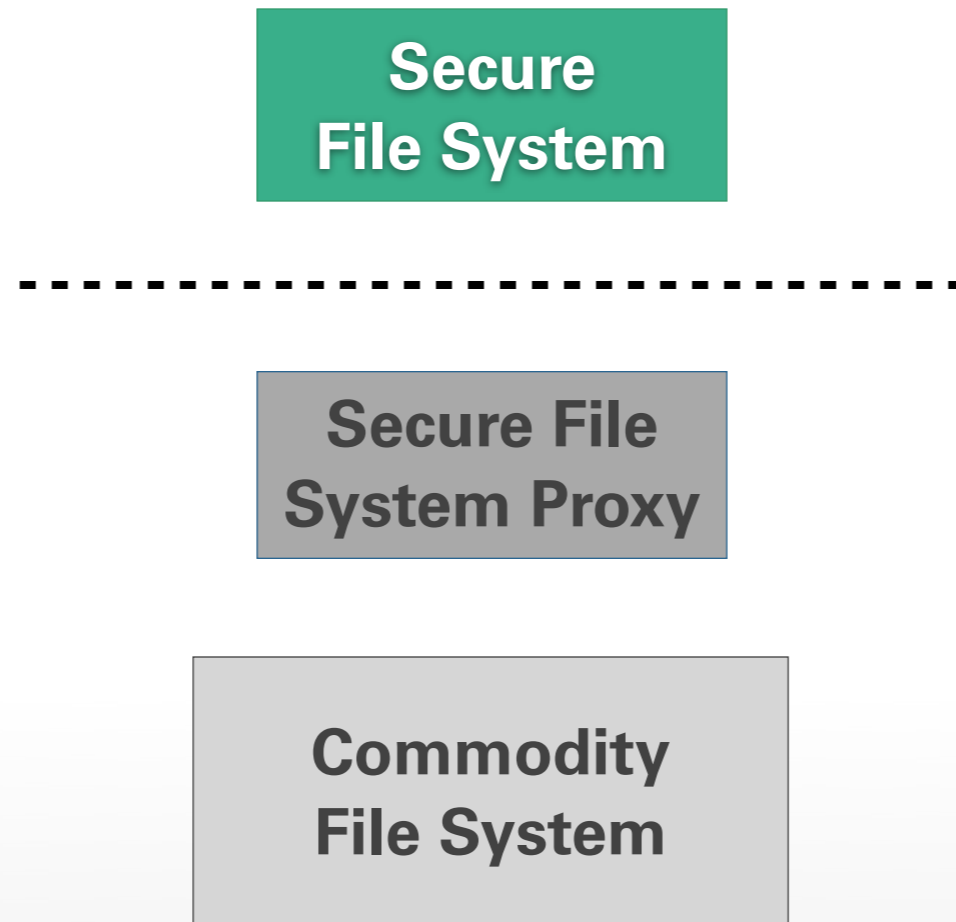 Secure
File System
Secure File
System Proxy
Commodity
File System